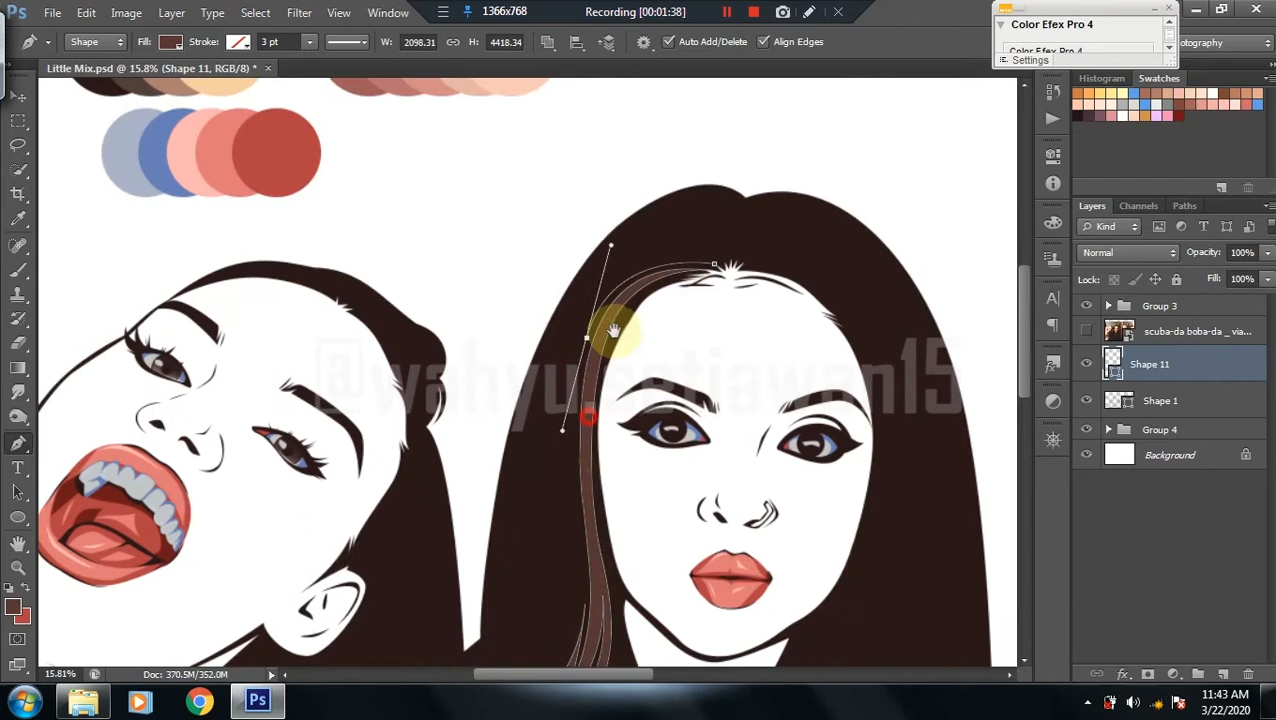 Ps File Edit Image Layer Type Select Filter View Window
1366x768 Recording [00:01:38]
Color Efex Pro 4
Color Efex Pro 4
Settings
Shape Fill: Stroke: 3 pt W: 2098.31 H: 4418.34 Add/Delete Align Edges otography
Little Mix.psd @ 15.8% (Shape 11, RGB/8) * ×
Histogram Swatches
Layers Channels Paths
Kind
Normal Opacity: 100%
Lock: Fill: 100%
Group 3
scuba-da boba-da _ via...
Shape 11
Shape 1
Group 4
Background
@wahyu.setiawan15
15.81% Doc: 370.5M/352.0M
Ps
11:43 AM
3/22/2020